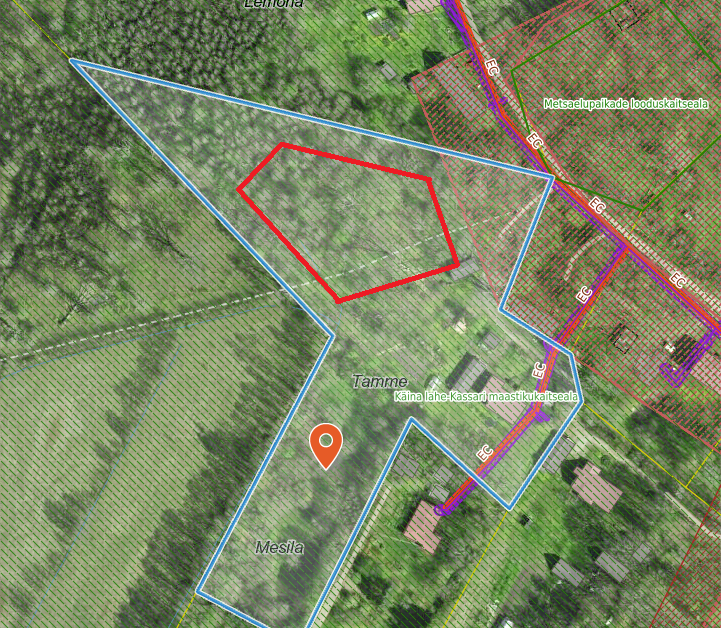 Lemona
EC
Metsaelupaikade looduskaitseala
EC
EC
EC
EC
EC
Tamme
Käina lahe-Kassari maastikukaitseala
EC
Mesila